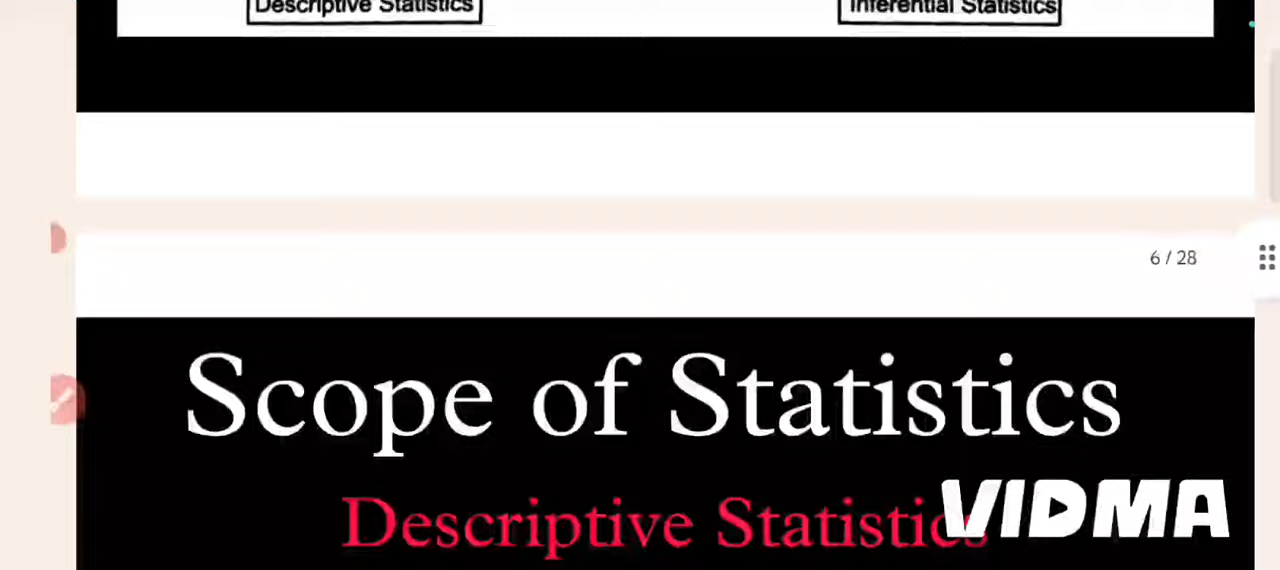 Descriptive Statistics
Inferential Statistics
6 / 28
Scope of Statistics
Descriptive Statistics
VIDMA